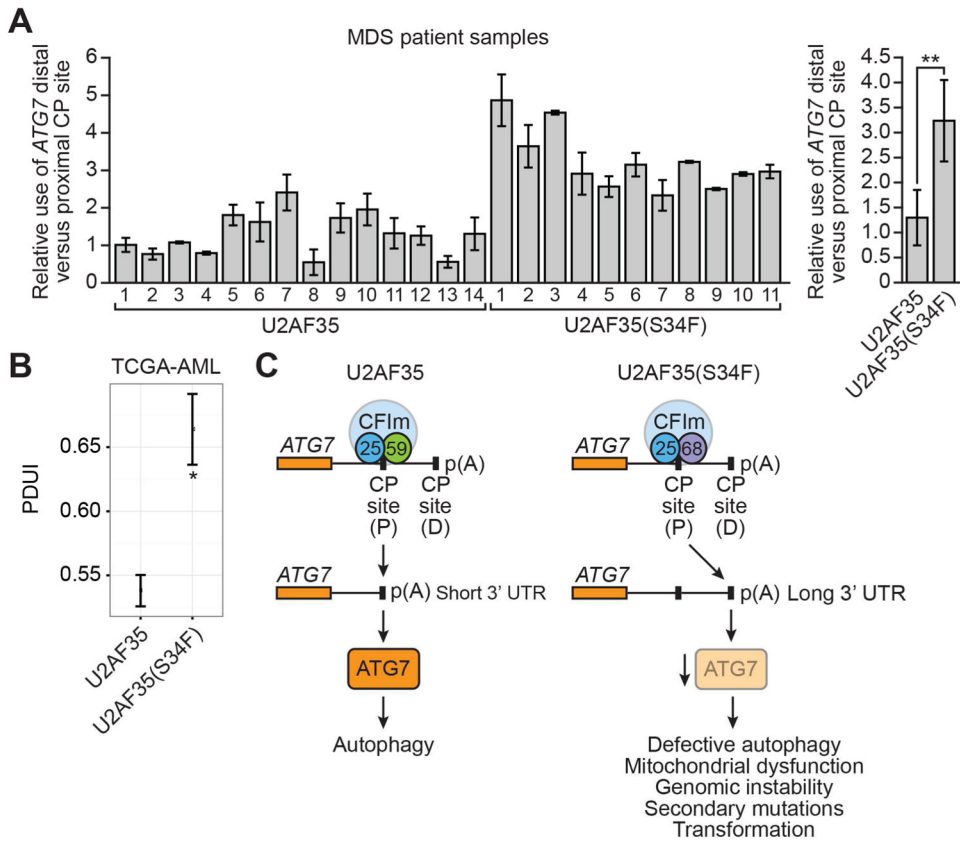 A
MDS patient samples
Relative use of ATG7 distal
versus proximal CP site
6
5
4
3
2
1
0
1 2 3 4 5 6 7 8 9 10 11 12 13 14
U2AF35
1 2 3 4 5 6 7 8 9 10 11
U2AF35(S34F)
Relative use of ATG7 distal
versus proximal CP site
4.5
4.0
3.5
3.0
2.5
2.0
1.5
1.0
0.5
0
**
U2AF35
U2AF35(S34F)
B
TCGA-AML
PDUI
0.65
0.60
0.55
*
U2AF35
U2AF35(S34F)
C
U2AF35
CFIm
25 59
ATG7
p(A)
CP
site
(P)
CP
site
(D)
ATG7
p(A) Short 3' UTR
ATG7
Autophagy
U2AF35(S34F)
CFIm
25 68
ATG7
p(A)
CP
site
(P)
CP
site
(D)
ATG7
p(A) Long 3' UTR
ATG7
Defective autophagy
Mitochondrial dysfunction
Genomic instability
Secondary mutations
Transformation